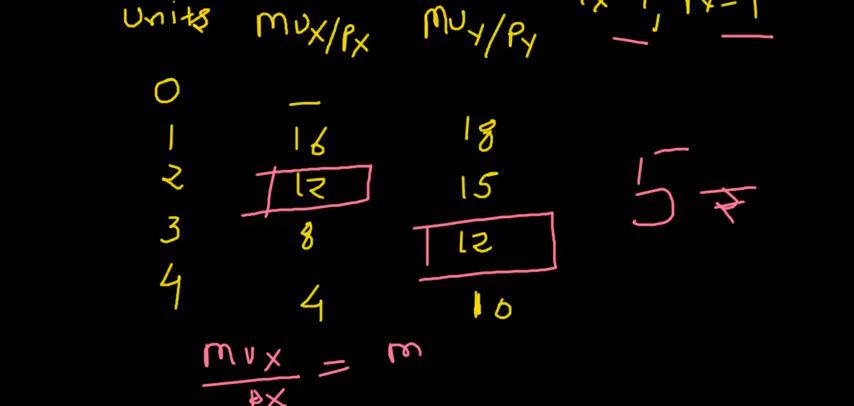 Units MUx/Px MUy/Py
0 —
1 16 18
2 12 15
3 8 12
4 4 10
5 ₹
MUx = m
Px